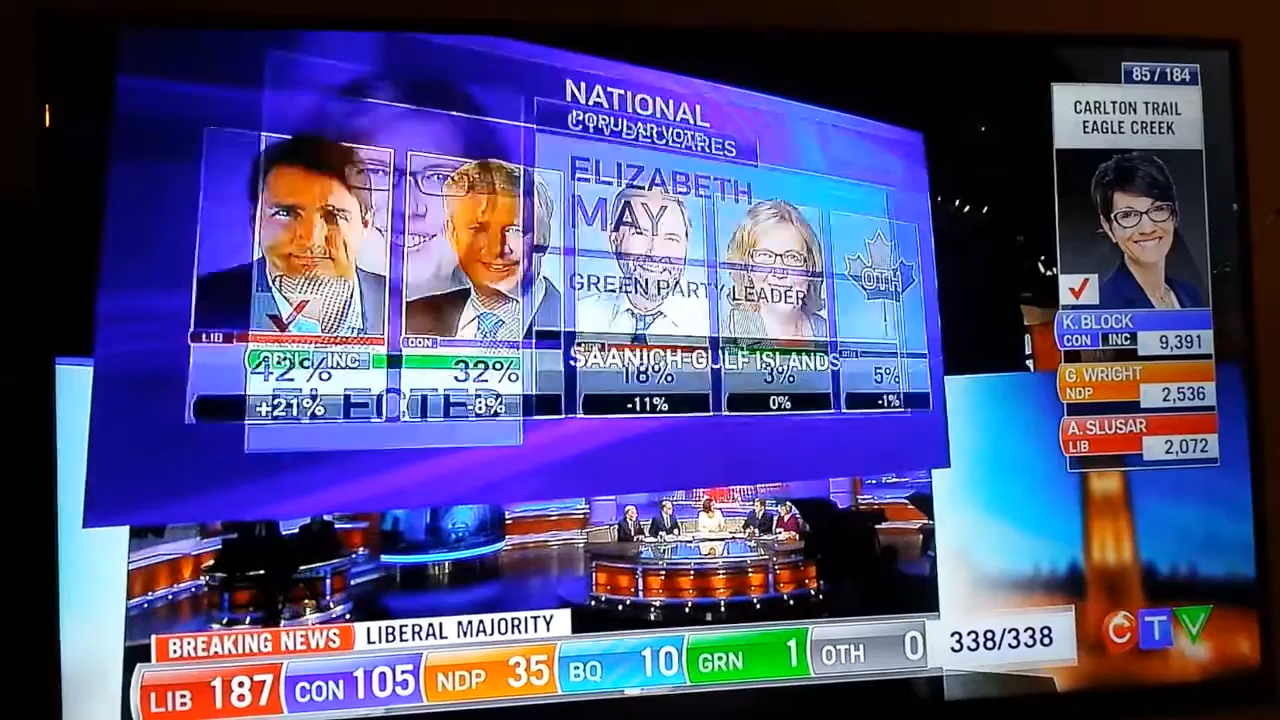 NATIONAL
POPULAR VOTE
CTV DECLARES
ELIZABETH
MAY
GREEN PARTY LEADER
SAANICH-GULF ISLANDS
LIB
CON
OTH
INC
42%
32%
18%
3%
5%
+21%
-8%
-11%
0%
-1%
85 / 184
CARLTON TRAIL
EAGLE CREEK
K. BLOCK
CON INC 9,391
G. WRIGHT
NDP 2,536
A. SLUSAR
LIB 2,072
BREAKING NEWS LIBERAL MAJORITY
LIB 187 CON 105 NDP 35 BQ 10 GRN 1 OTH 0
338/338
CTV